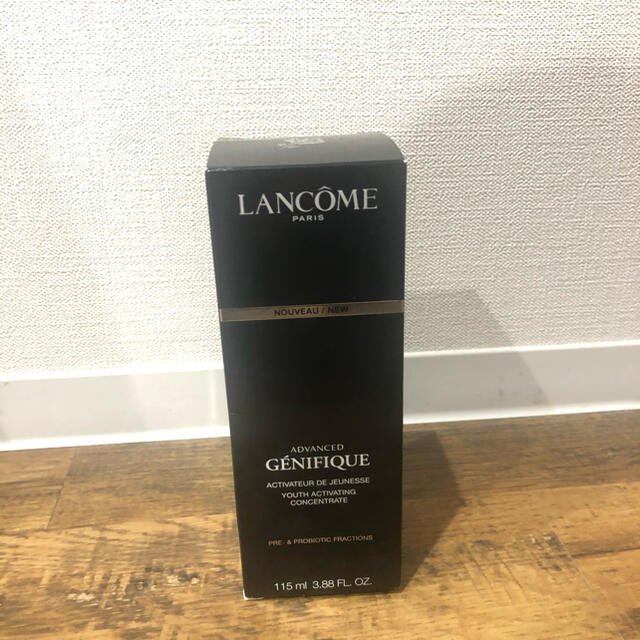 LANCÔME
PARIS
NOUVEAU / NEW
ADVANCED
GÉNIFIQUE
ACTIVATEUR DE JEUNESSE
YOUTH ACTIVATING
CONCENTRATE
PRE- & PROBIOTIC FRACTIONS
115 ml 3.88 FL. OZ.